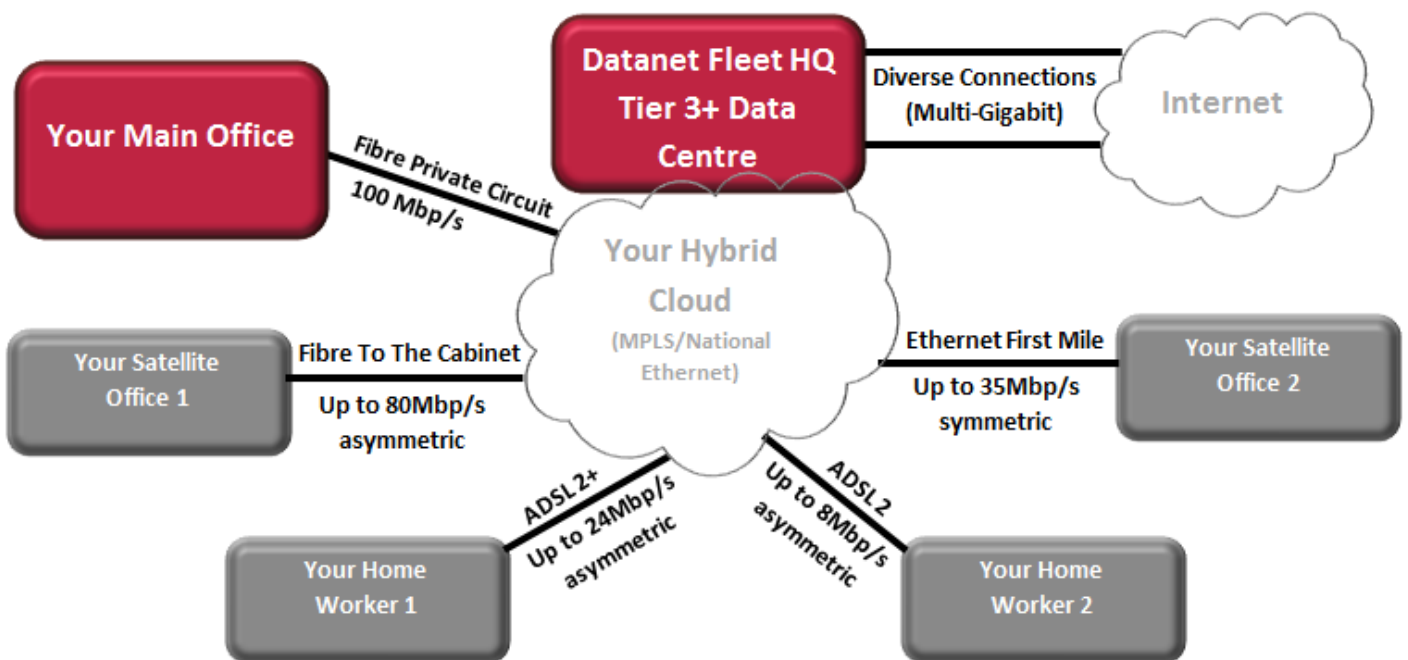 Your Main Office
Datanet Fleet HQ
Tier 3+ Data
Centre
Diverse Connections
(Multi-Gigabit)
Internet
Fibre Private Circuit
100 Mbp/s
Your Hybrid
Cloud
(MPLS/National
Ethernet)
Your Satellite
Office 1
Fibre To The Cabinet
Up to 80Mbp/s
asymmetric
Ethernet First Mile
Up to 35Mbp/s
symmetric
Your Satellite
Office 2
ADSL 2+
Up to 24Mbp/s
asymmetric
ADSL 2
Up to 8Mbp/s
asymmetric
Your Home
Worker 1
Your Home
Worker 2